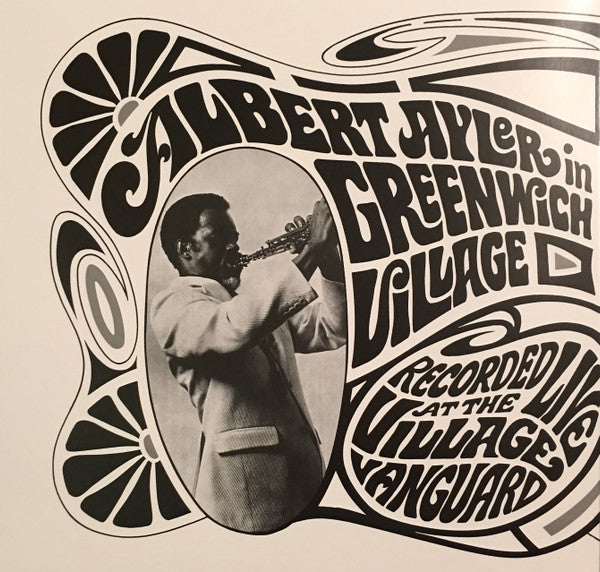 ALBERT AYLER in
GREENWICH
VILLAGE
RECORDED LIVE
AT THE
VILLAGE
VANGUARD